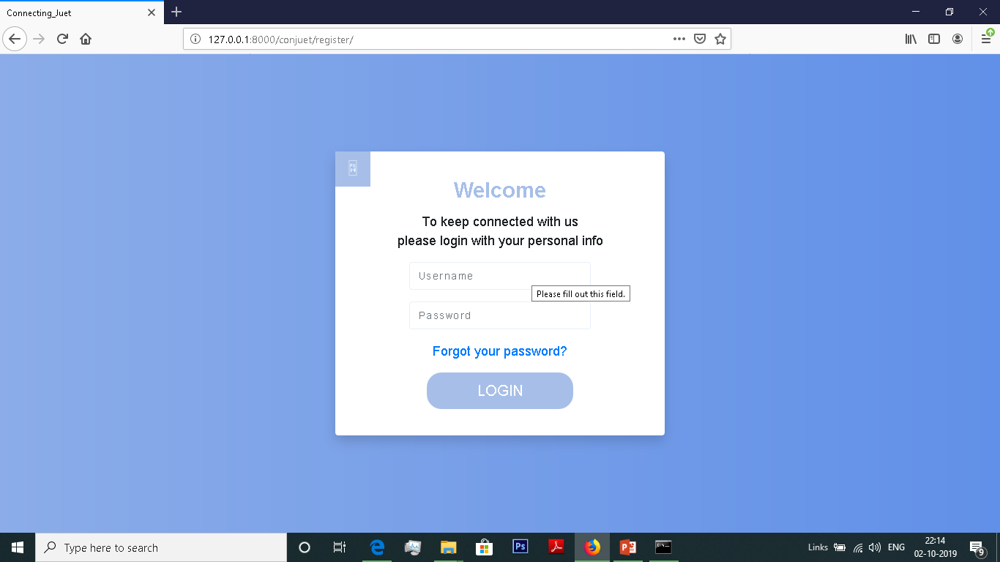 Connecting_Juet
127.0.0.1:8000/conjuet/register/
Welcome
To keep connected with us
please login with your personal info
Username
Please fill out this field.
Password
Forgot your password?
LOGIN
Type here to search
Ps
Links
ENG
22:14
02-10-2019
9